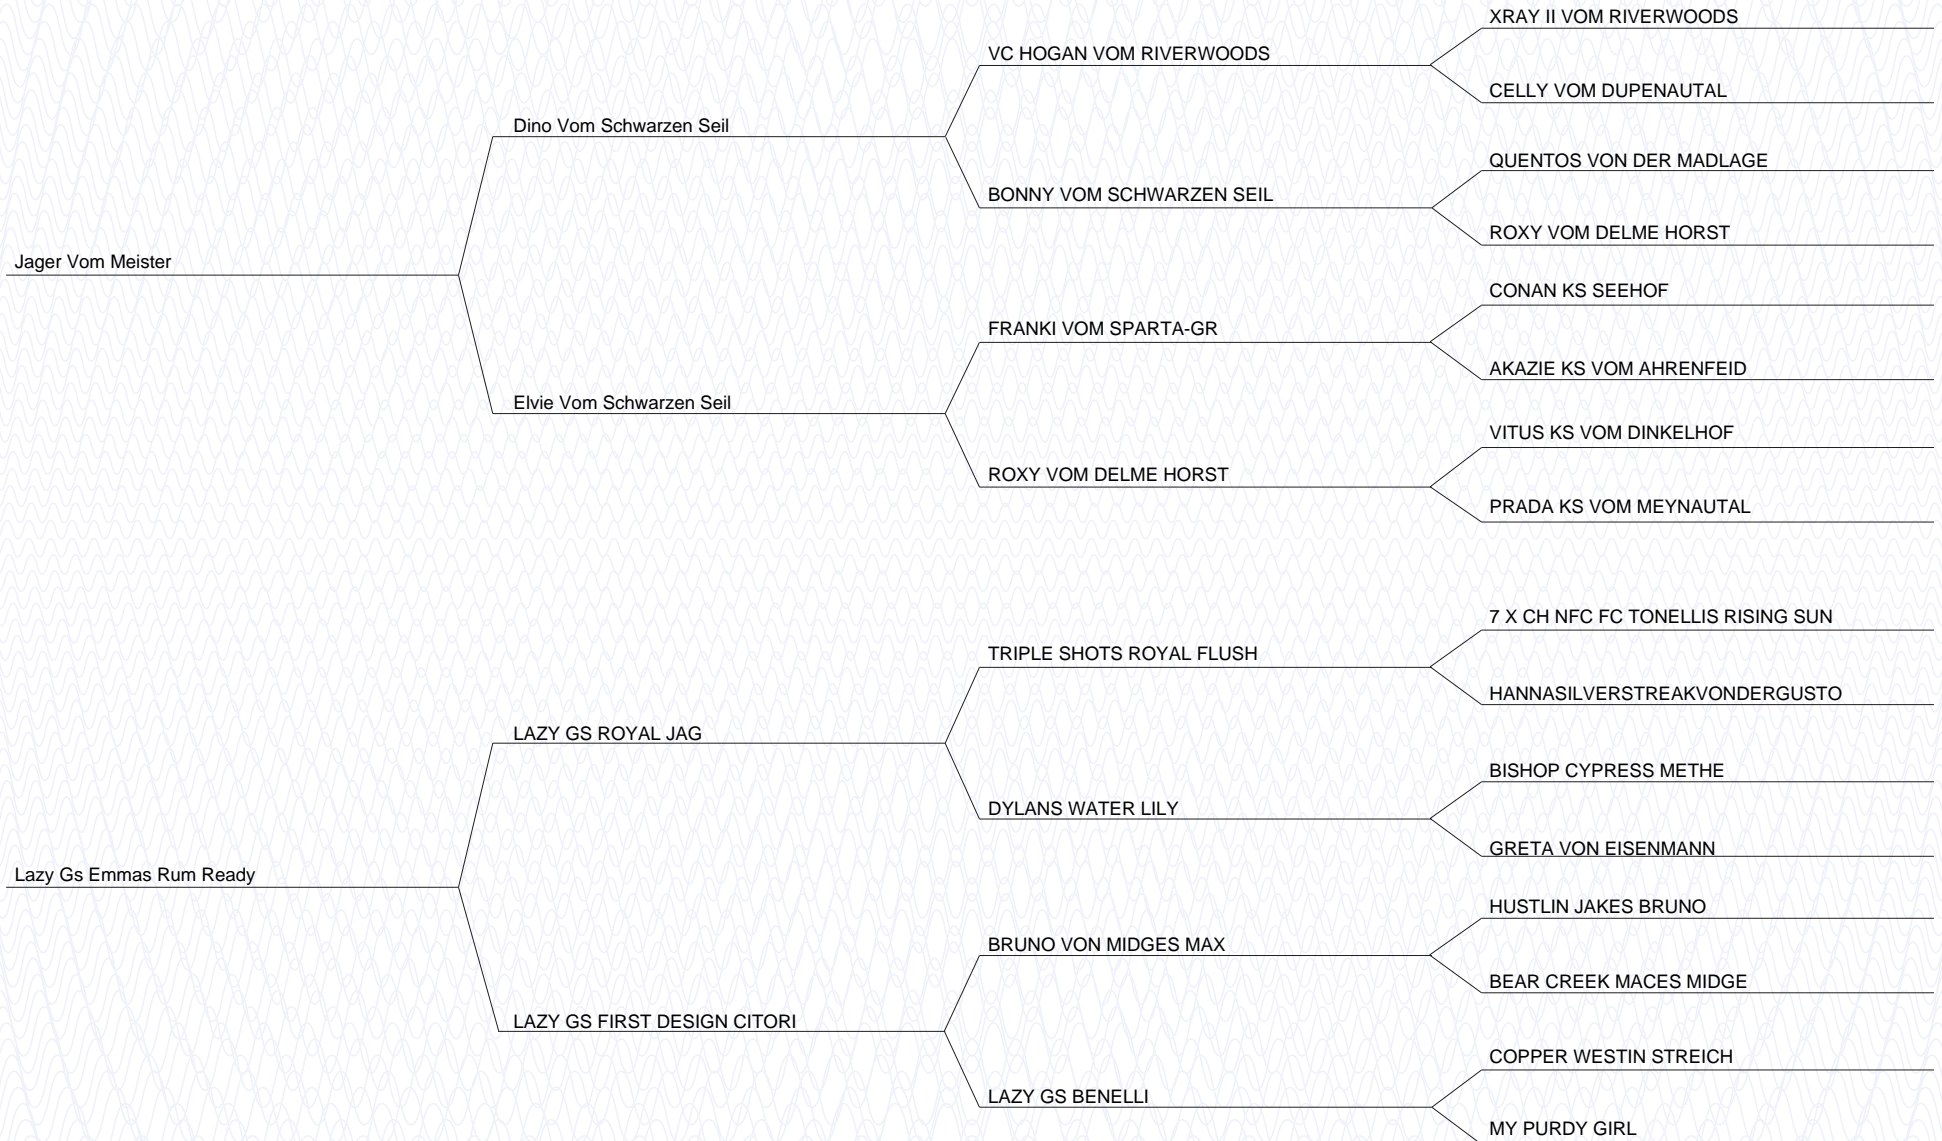 XRAY II VOM RIVERWOODS
VC HOGAN VOM RIVERWOODS
CELLY VOM DUPENAUTAL
Dino Vom Schwarzen Seil
QUENTOS VON DER MADLAGE
BONNY VOM SCHWARZEN SEIL
ROXY VOM DELME HORST
Jager Vom Meister
CONAN KS SEEHOF
FRANKI VOM SPARTA-GR
AKAZIE KS VOM AHRENFEID
Elvie Vom Schwarzen Seil
VITUS KS VOM DINKELHOF
ROXY VOM DELME HORST
PRADA KS VOM MEYNAUTAL
7 X CH NFC FC TONELLIS RISING SUN
TRIPLE SHOTS ROYAL FLUSH
HANNASILVERSTREAKVONDERGUSTO
LAZY GS ROYAL JAG
BISHOP CYPRESS METHE
DYLANS WATER LILY
GRETA VON EISENMANN
Lazy Gs Emmas Rum Ready
HUSTLIN JAKES BRUNO
BRUNO VON MIDGES MAX
BEAR CREEK MACES MIDGE
LAZY GS FIRST DESIGN CITORI
COPPER WESTIN STREICH
LAZY GS BENELLI
MY PURDY GIRL